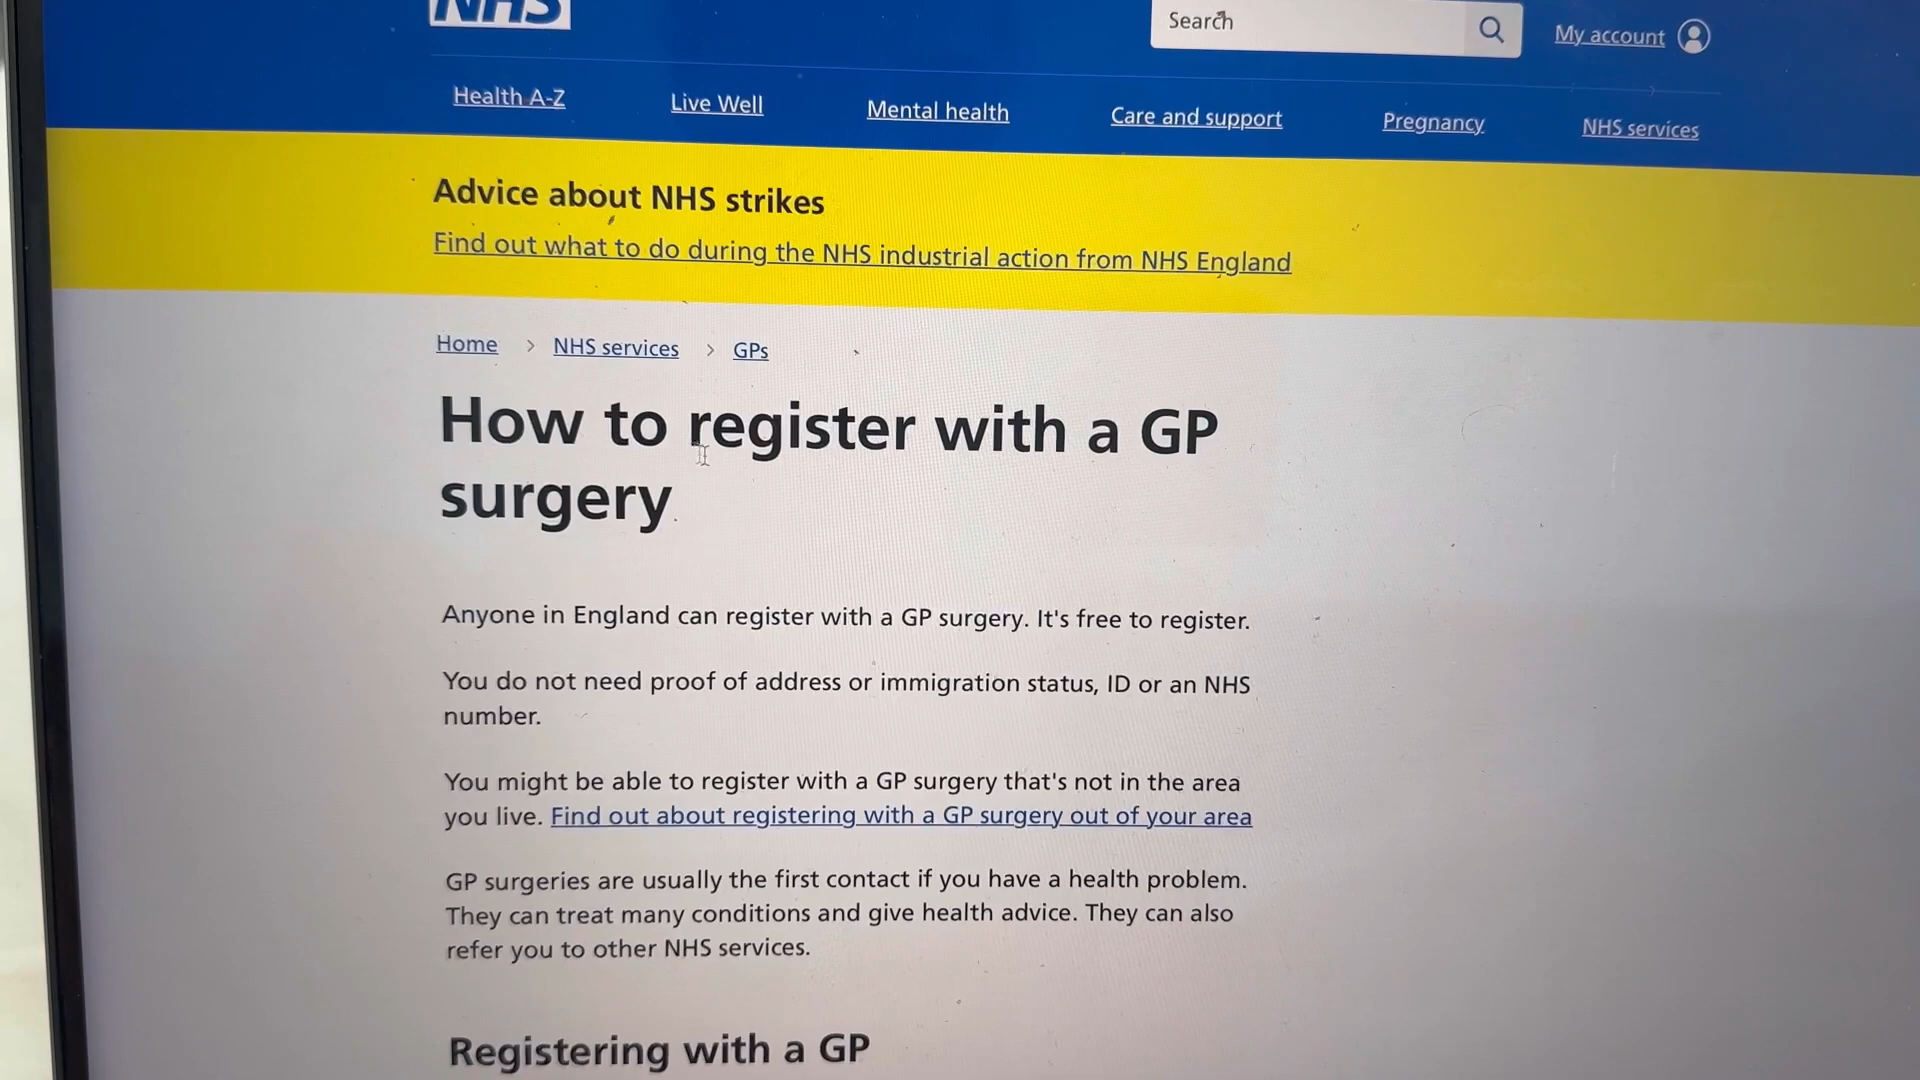 NHS
Search
My account
Health A-Z
Live Well
Mental health
Care and support
Pregnancy
NHS services
Advice about NHS strikes
Find out what to do during the NHS industrial action from NHS England
Home > NHS services > GPs
How to register with a GP
surgery
Anyone in England can register with a GP surgery. It's free to register.
You do not need proof of address or immigration status, ID or an NHS
number.
You might be able to register with a GP surgery that's not in the area
you live. Find out about registering with a GP surgery out of your area
GP surgeries are usually the first contact if you have a health problem.
They can treat many conditions and give health advice. They can also
refer you to other NHS services.
Registering with a GP